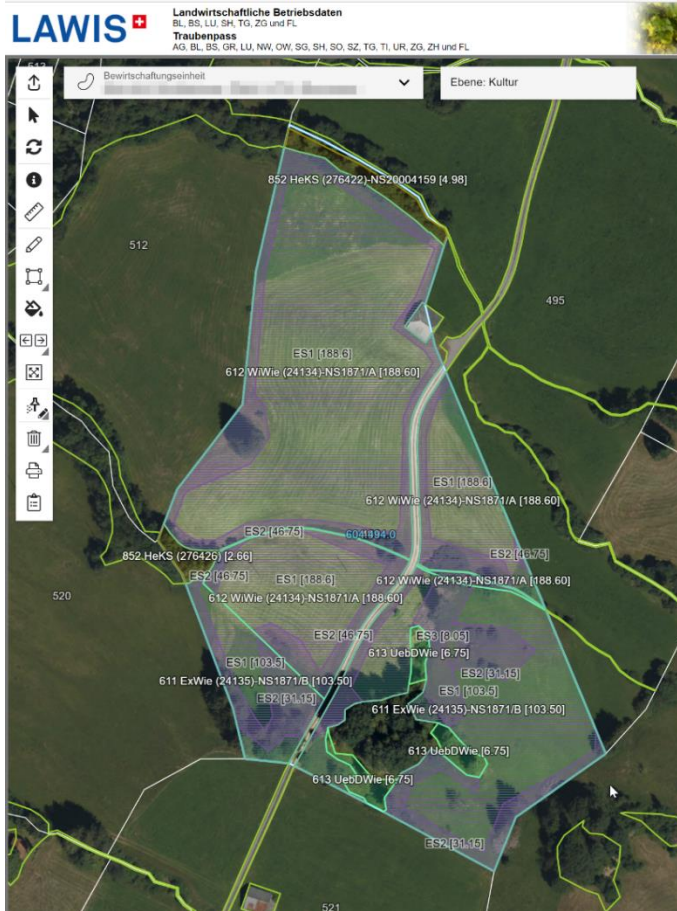 LAWIS
Landwirtschaftliche Betriebsdaten
BL, BS, LU, SH, TG, ZG und FL
Traubenpass
AG, BL, BS, GR, LU, NW, OW, SG, SH, SO, SZ, TG, TI, UR, ZG, ZH und FL
Bewirtschaftungseinheit
Ebene: Kultur
852 HeKS (276422)-NS20004159 [4.98]
512
495
ES1 [188.6]
612 WiWie (24134)-NS1871/A [188.60]
ES1 [188.6]
612 WiWie (24134)-NS1871/A [188.60]
ES2 [46.75]
ES2 [46.75]
852 HeKS (276426) [2.66]
ES2 [46.75]
ES1 [188.6]
612 WiWie (24134)-NS1871/A [188.60]
612 WiWie (24134)-NS1871/A [188.60]
520
ES2 [46.75]
ES3 [8.05]
613 UebDWie [6.75]
ES1 [103.5]
611 ExWie (24135)-NS1871/B [103.50]
ES2 [31.15]
ES2 [31.15]
ES1 [103.5]
611 ExWie (24135)-NS1871/B [103.50]
613 UebDWie [6.75]
613 UebDWie [6.75]
ES2 [31.15]
521